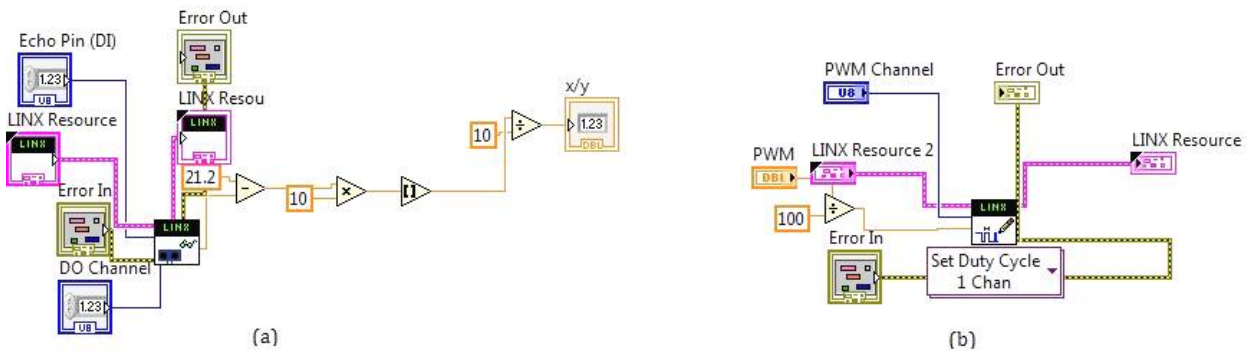 Error Out
Echo Pin (DI)
1.23
U8
LINX Resource
LINX
LINX Resou
LINX
21.2
Error In
10
10
x/y
1.23
DBL
LINX
DO Channel
1.23
U8
(a)
PWM Channel
U8
Error Out
LINX Resource
PWM
DBL
LINX Resource 2
100
LINX
Error In
Set Duty Cycle
1 Chan
(b)